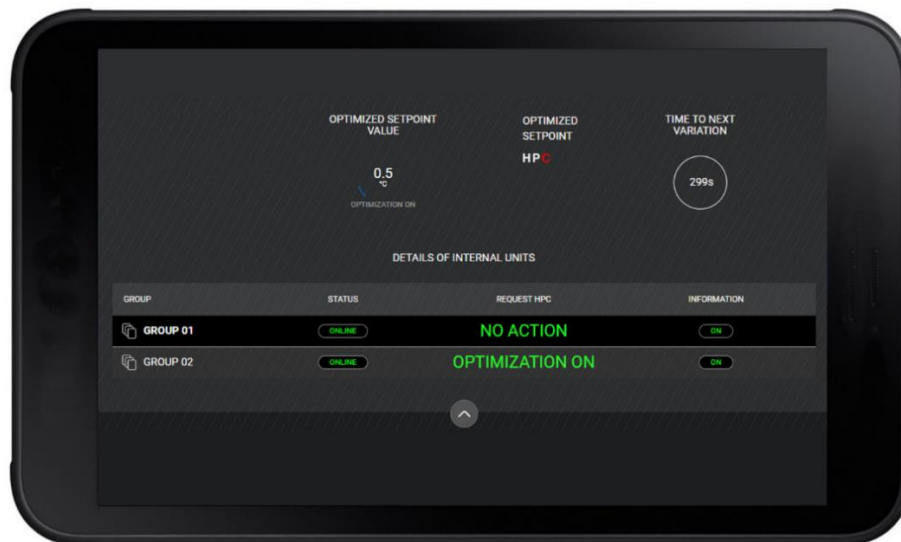 OPTIMIZED SETPOINT
VALUE
0.5
°C
OPTIMIZATION ON
OPTIMIZED
SETPOINT
HPC
TIME TO NEXT
VARIATION
299s
DETAILS OF INTERNAL UNITS
GROUP STATUS REQUEST HPC INFORMATION
GROUP 01 ONLINE NO ACTION ON
GROUP 02 ONLINE OPTIMIZATION ON ON